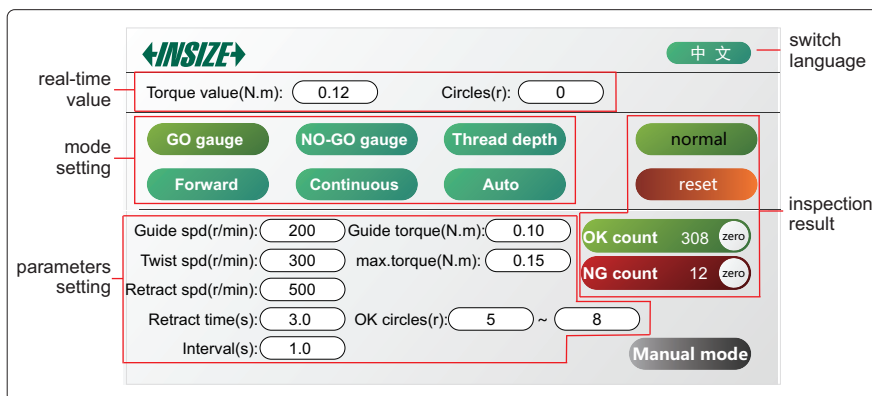 INSIZE
中 文
switch
language
real-time
value
Torque value(N.m): 0.12 Circles(r): 0
mode
setting
GO gauge NO-GO gauge Thread depth
normal
Forward Continuous Auto
reset
inspection
result
parameters
setting
Guide spd(r/min): 200 Guide torque(N.m): 0.10
OK count 308 zero
Twist spd(r/min): 300 max.torque(N.m): 0.15
NG count 12 zero
Retract spd(r/min): 500
Retract time(s): 3.0 OK circles(r): 5 ~ 8
Interval(s): 1.0
Manual mode